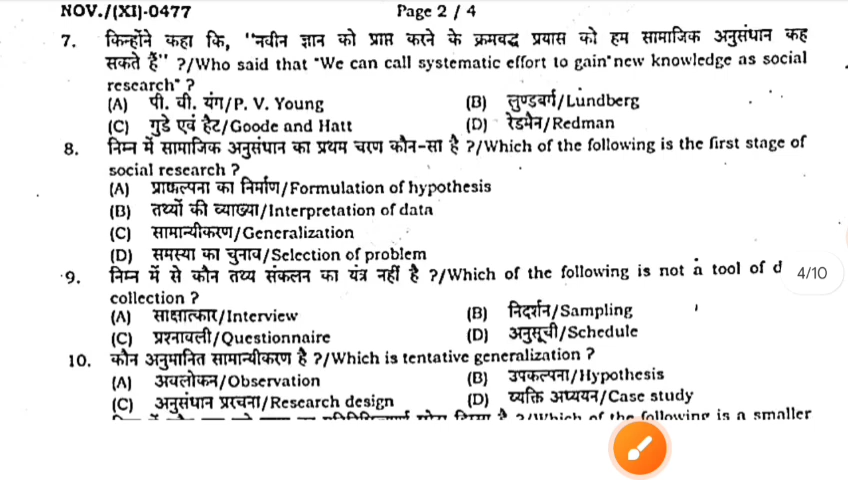 NOV./(XI)-0477 Page 2 / 4
7. किन्होंने कहा कि, "नवीन ज्ञान को प्राप्त करने के क्रमबद्ध प्रयास को हम सामाजिक अनुसंधान कह
सकते हैं" ?/Who said that "We can call systematic effort to gain new knowledge as social
research" ?
(A) पी. वी. यंग/P. V. Young (B) लुण्डबर्ग/Lundberg
(C) गुडे एवं हैट/Goode and Hatt (D) रेडमैन/Redman
8. निम्न में सामाजिक अनुसंधान का प्रथम चरण कौन-सा है ?/Which of the following is the first stage of
social research ?
(A) प्राक्कल्पना का निर्माण/Formulation of hypothesis
(B) तथ्यों की व्याख्या/Interpretation of data
(C) सामान्यीकरण/Generalization
(D) समस्या का चुनाव/Selection of problem
9. निम्न में से कौन तथ्य संकलन का यंत्र नहीं है ?/Which of the following is not a tool of d
4/10
collection ?
(A) साक्षात्कार/Interview (B) निदर्शन/Sampling
(C) प्रश्नावली/Questionnaire (D) अनुसूची/Schedule
10. कौन अनुमानित सामान्यीकरण है ?/Which is tentative generalization ?
(A) अवलोकन/Observation (B) उपकल्पना/Hypothesis
(C) अनुसंधान प्ररचना/Research design (D) व्यक्ति अध्ययन/Case study
?/Which of the following is a smaller